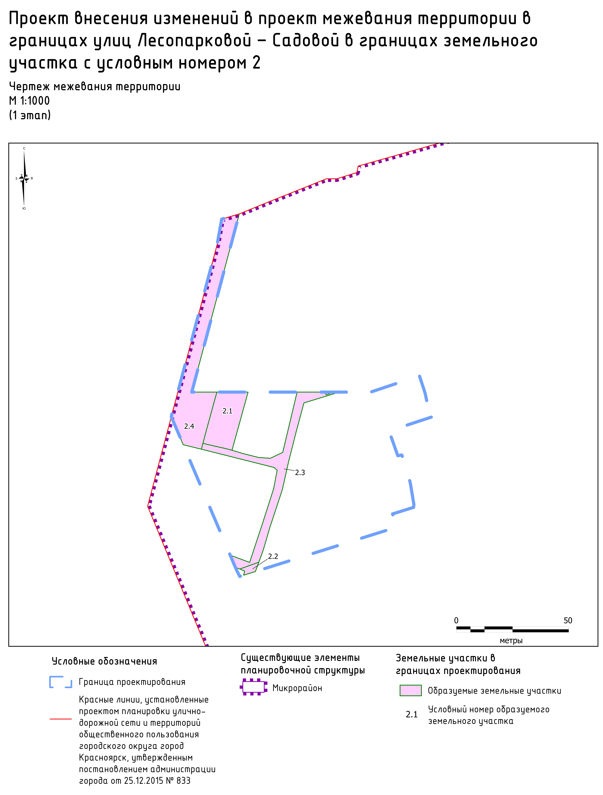 Проект внесения изменений в проект межевания территории в
границах улиц Лесопарковой – Садовой в границах земельного
участка с условным номером 2
Чертеж межевания территории
М 1:1000
(1 этап)
2.4
2.1
2.3
2.2
0 50
метры
Условные обозначения
Граница проектирования
Красные линии, установленные
проектом планировки улично-
дорожной сети и территорий
общественного пользования
городского округа город
Красноярск, утвержденным
постановлением администрации
города от 25.12.2015 № 833
Существующие элементы
планировочной структуры
Микрорайон
Земельные участки в
границах проектирования
Образуемые земельные участки
2.1 Условный номер образуемого
земельного участка